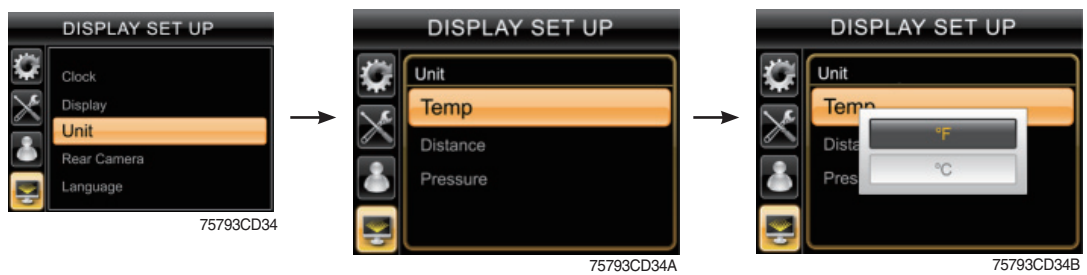 DISPLAY SET UP
Clock
Display
Unit
Rear Camera
Language
75793CD34
DISPLAY SET UP
Unit
Temp
Distance
Pressure
75793CD34A
DISPLAY SET UP
Unit
Temp
Dista
Pres
°F
°C
75793CD34B